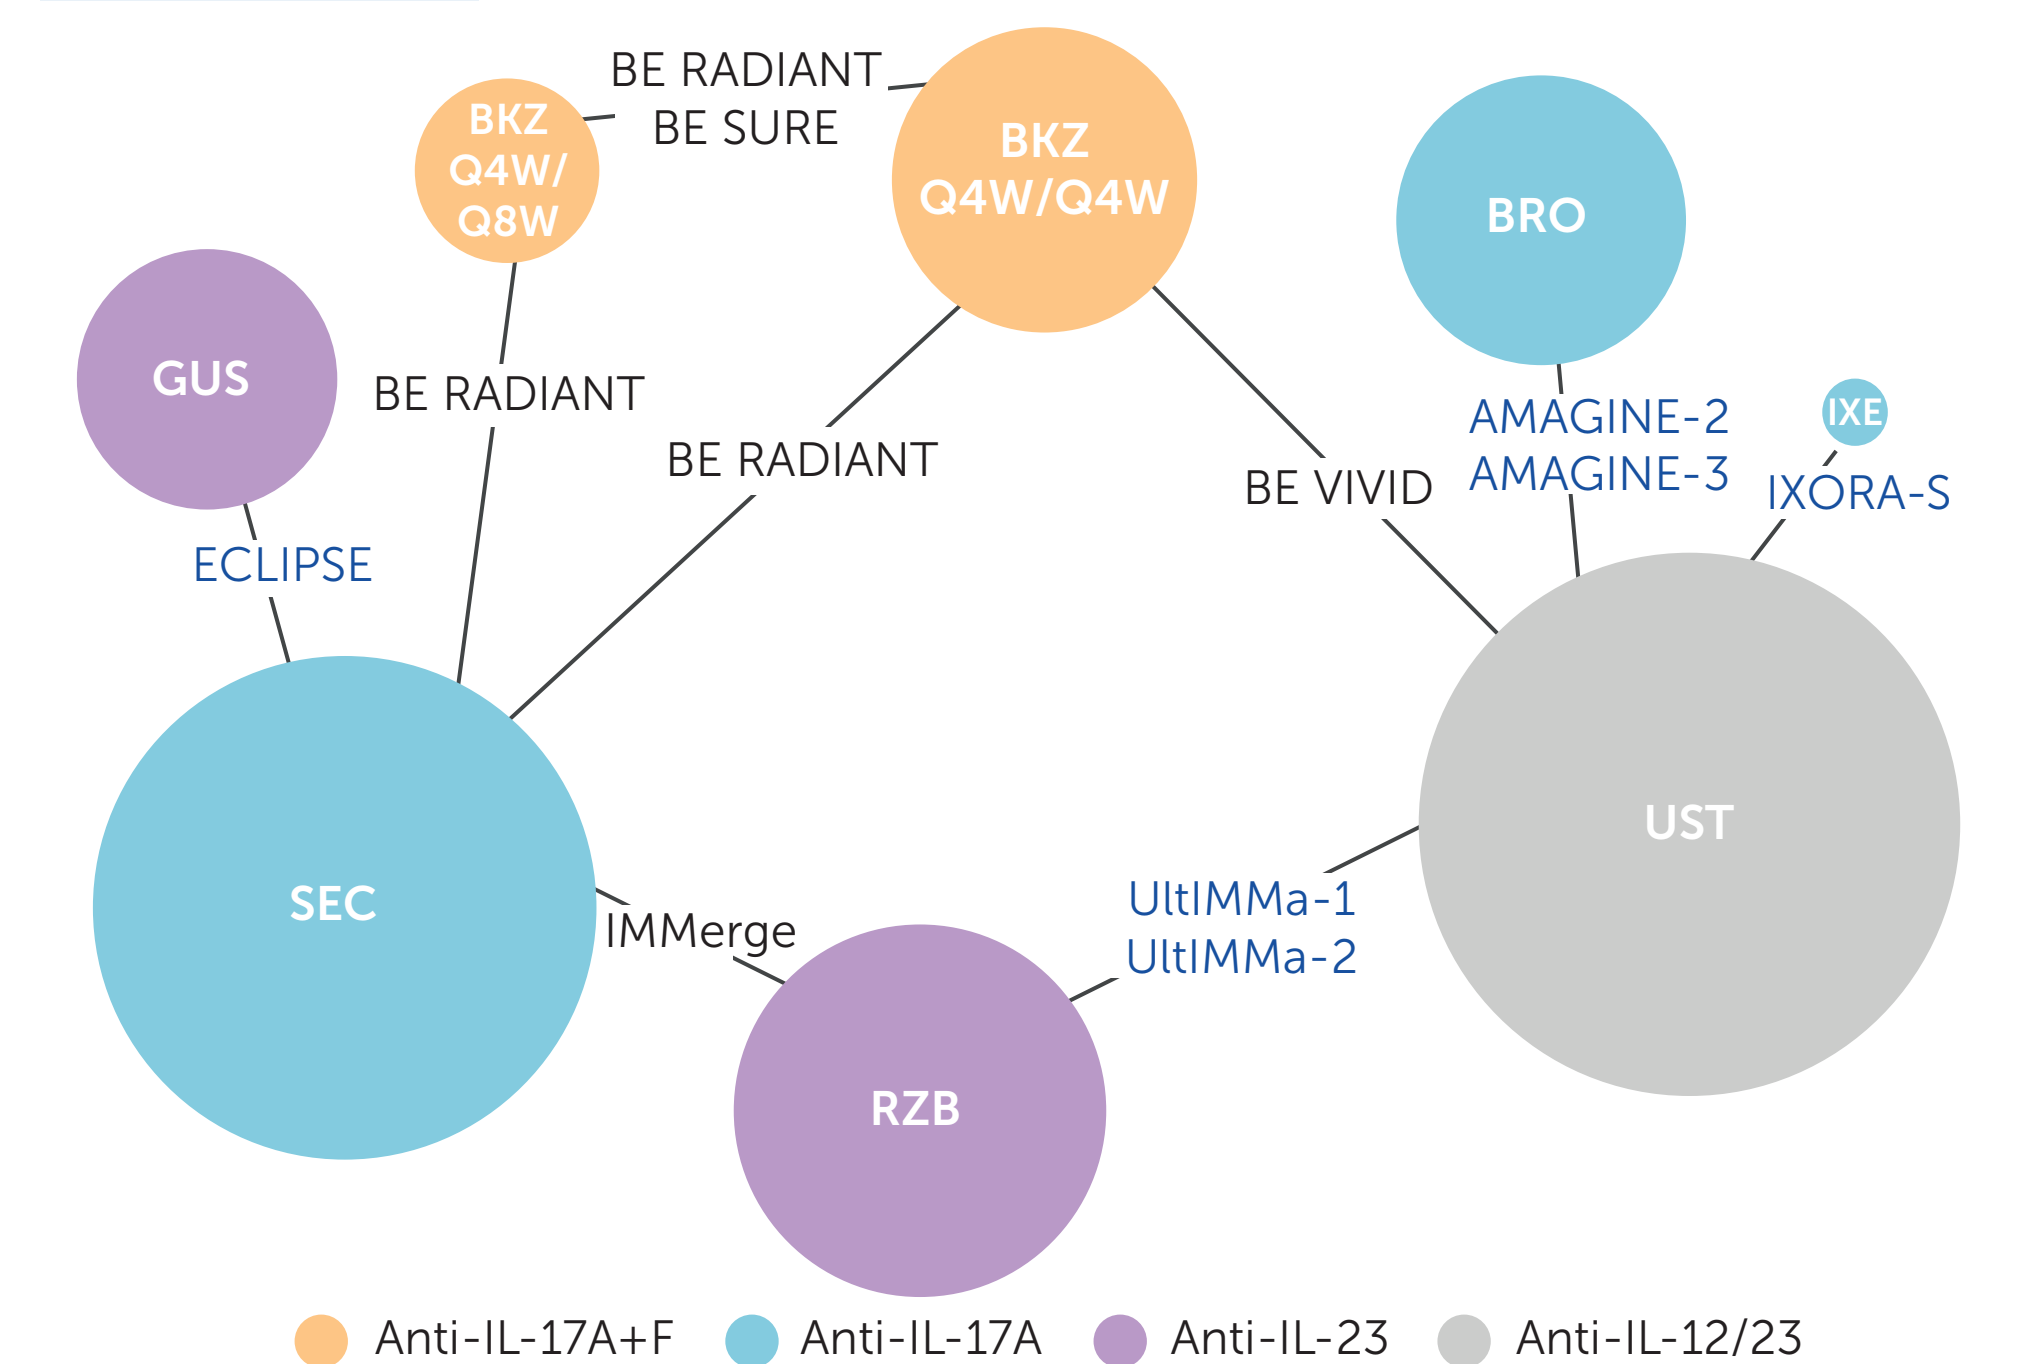 BE RADIANT
BE SURE
BKZ
Q4W/
Q8W
BKZ
Q4W/Q4W
BRO
GUS
BE RADIANT
BE RADIANT
BE VIVID
AMAGINE-2
AMAGINE-3
IXE
IXORA-S
ECLIPSE
SEC
IMMerge
RZB
UltIMMa-1
UltIMMa-2
UST
Anti-IL-17A+F
Anti-IL-17A
Anti-IL-23
Anti-IL-12/23